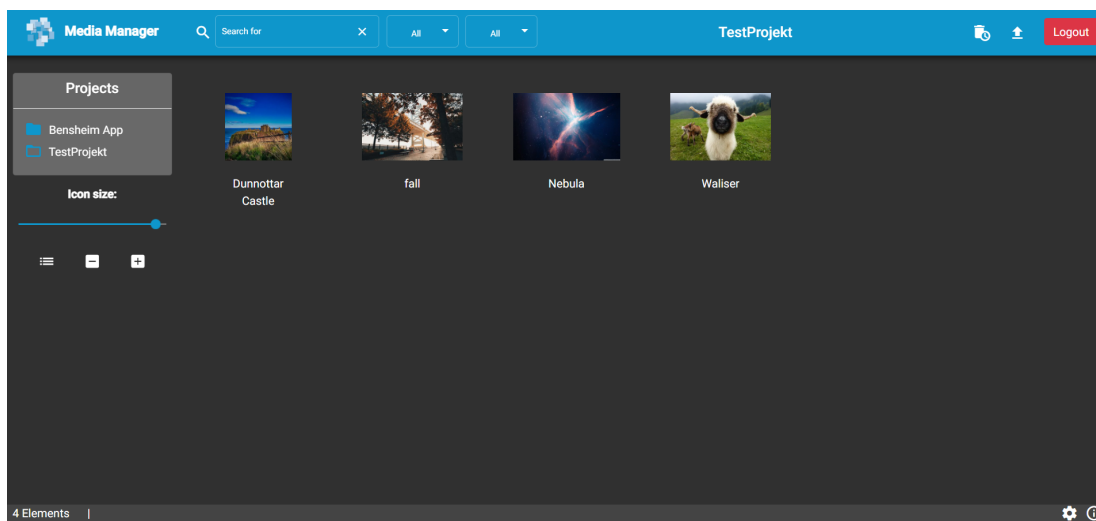 Media Manager
Search for
All
All
TestProjekt
Logout
Projects
Bensheim App
TestProjekt
Icon size:
Dunnottar
Castle
fall
Nebula
Waliser
4 Elements |